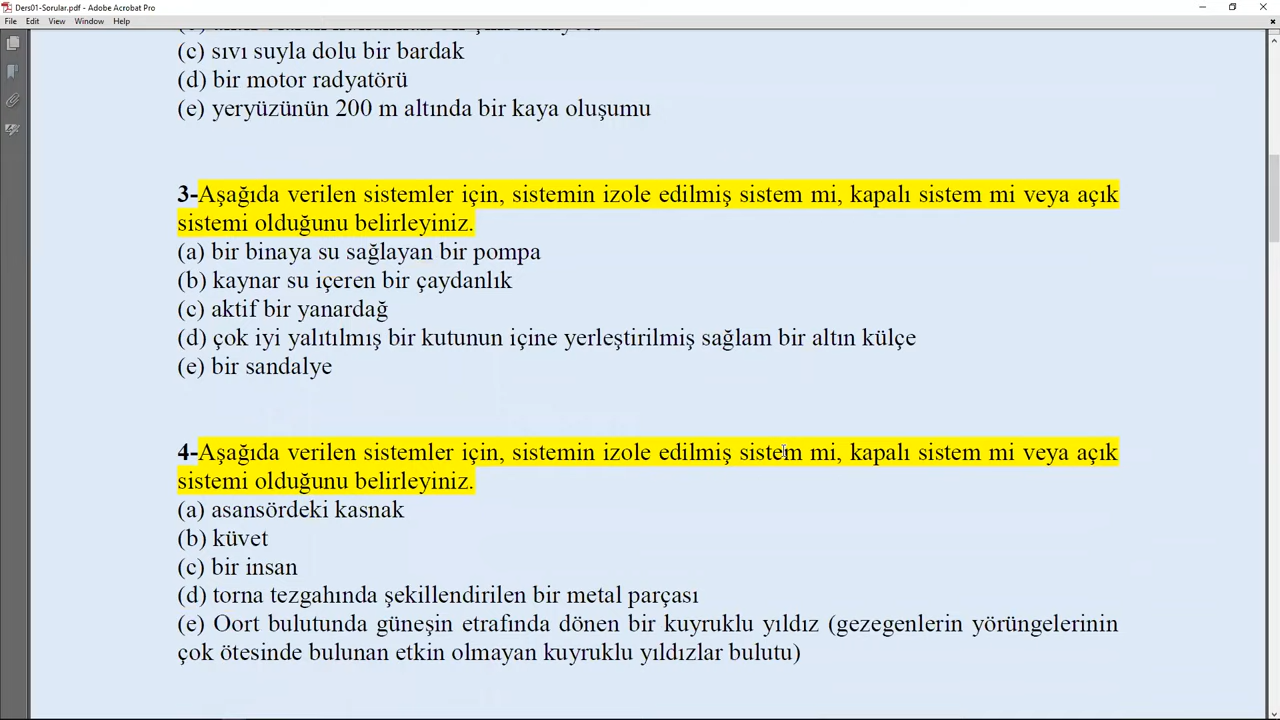 Ders01-Sorular.pdf - Adobe Acrobat Pro
File Edit View Window Help
(c) sıvı suyla dolu bir bardak
(d) bir motor radyatörü
(e) yeryüzünün 200 m altında bir kaya oluşumu
3-Aşağıda verilen sistemler için, sistemin izole edilmiş sistem mi, kapalı sistem mi veya açık
sistemi olduğunu belirleyiniz.
(a) bir binaya su sağlayan bir pompa
(b) kaynar su içeren bir çaydanlık
(c) aktif bir yanardağ
(d) çok iyi yalıtılmış bir kutunun içine yerleştirilmiş sağlam bir altın külçe
(e) bir sandalye
4-Aşağıda verilen sistemler için, sistemin izole edilmiş sistem mi, kapalı sistem mi veya açık
sistemi olduğunu belirleyiniz.
(a) asansördeki kasnak
(b) küvet
(c) bir insan
(d) torna tezgahında şekillendirilen bir metal parçası
(e) Oort bulutunda güneşin etrafında dönen bir kuyruklu yıldız (gezegenlerin yörüngelerinin
çok ötesinde bulunan etkin olmayan kuyruklu yıldızlar bulutu)